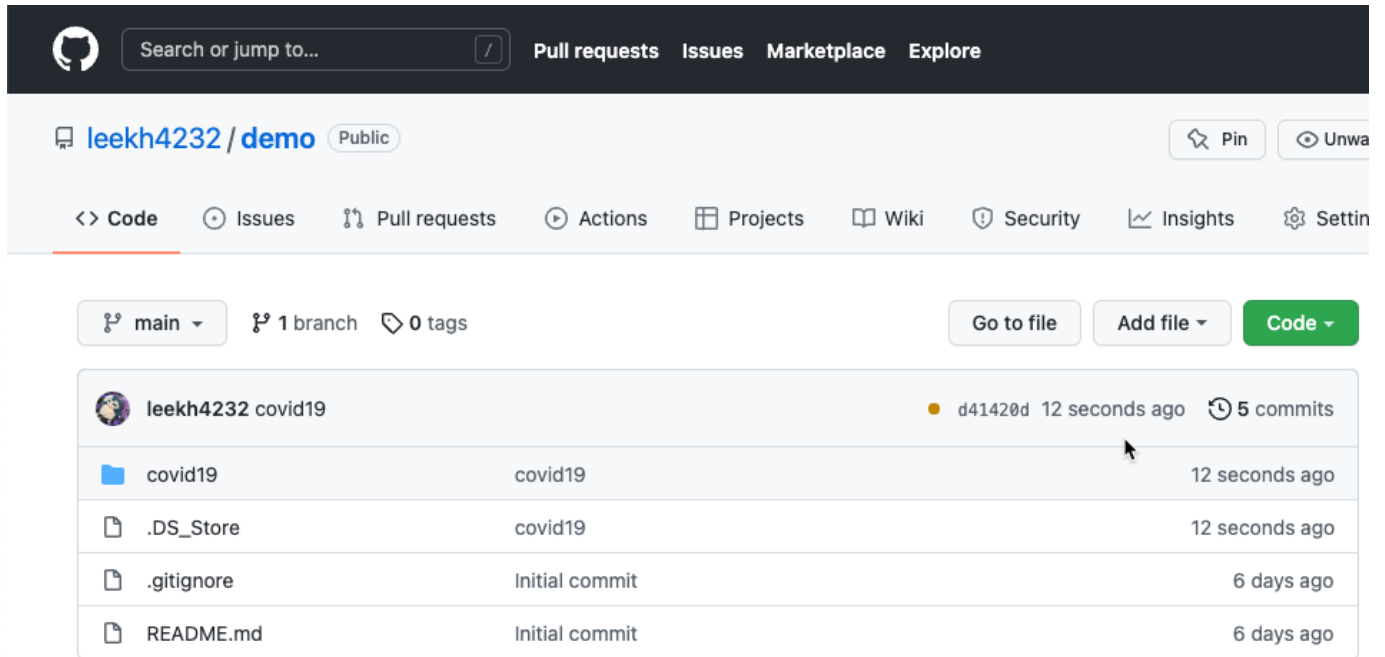 Search or jump to... / Pull requests Issues Marketplace Explore
leekh4232 / demo Public Pin Unwa
<> Code Issues Pull requests Actions Projects Wiki Security Insights Settin
main 1 branch 0 tags Go to file Add file Code
leekh4232 covid19 d41420d 12 seconds ago 5 commits
covid19 covid19 12 seconds ago
.DS_Store covid19 12 seconds ago
.gitignore Initial commit 6 days ago
README.md Initial commit 6 days ago